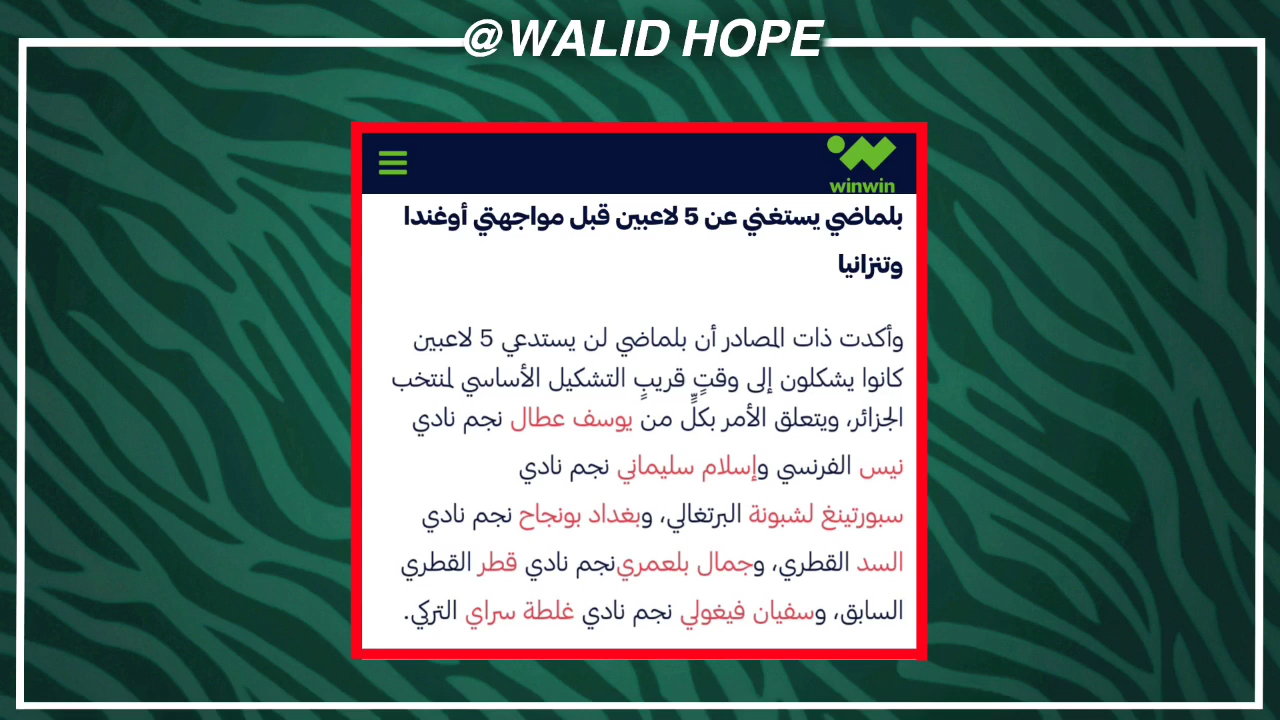 @WALID HOPE
winwin
بلماضي يستغني عن 5 لاعبين قبل مواجهتي أوغندا
وتنزانيا
وأكدت ذات المصادر أن بلماضي لن يستدعي 5 لاعبين
كانوا يشكلون إلى وقتٍ قريبٍ التشكيل الأساسي لمنتخب
الجزائر، ويتعلق الأمر بكلٍّ من يوسف عطال نجم نادي
نيس الفرنسي وإسلام سليماني نجم نادي
سبورتينغ لشبونة البرتغالي، وبغداد بونجاح نجم نادي
السد القطري، وجمال بلعمري نجم نادي قطر القطري
السابق، وسفيان فيغولي نجم نادي غلطة سراي التركي.